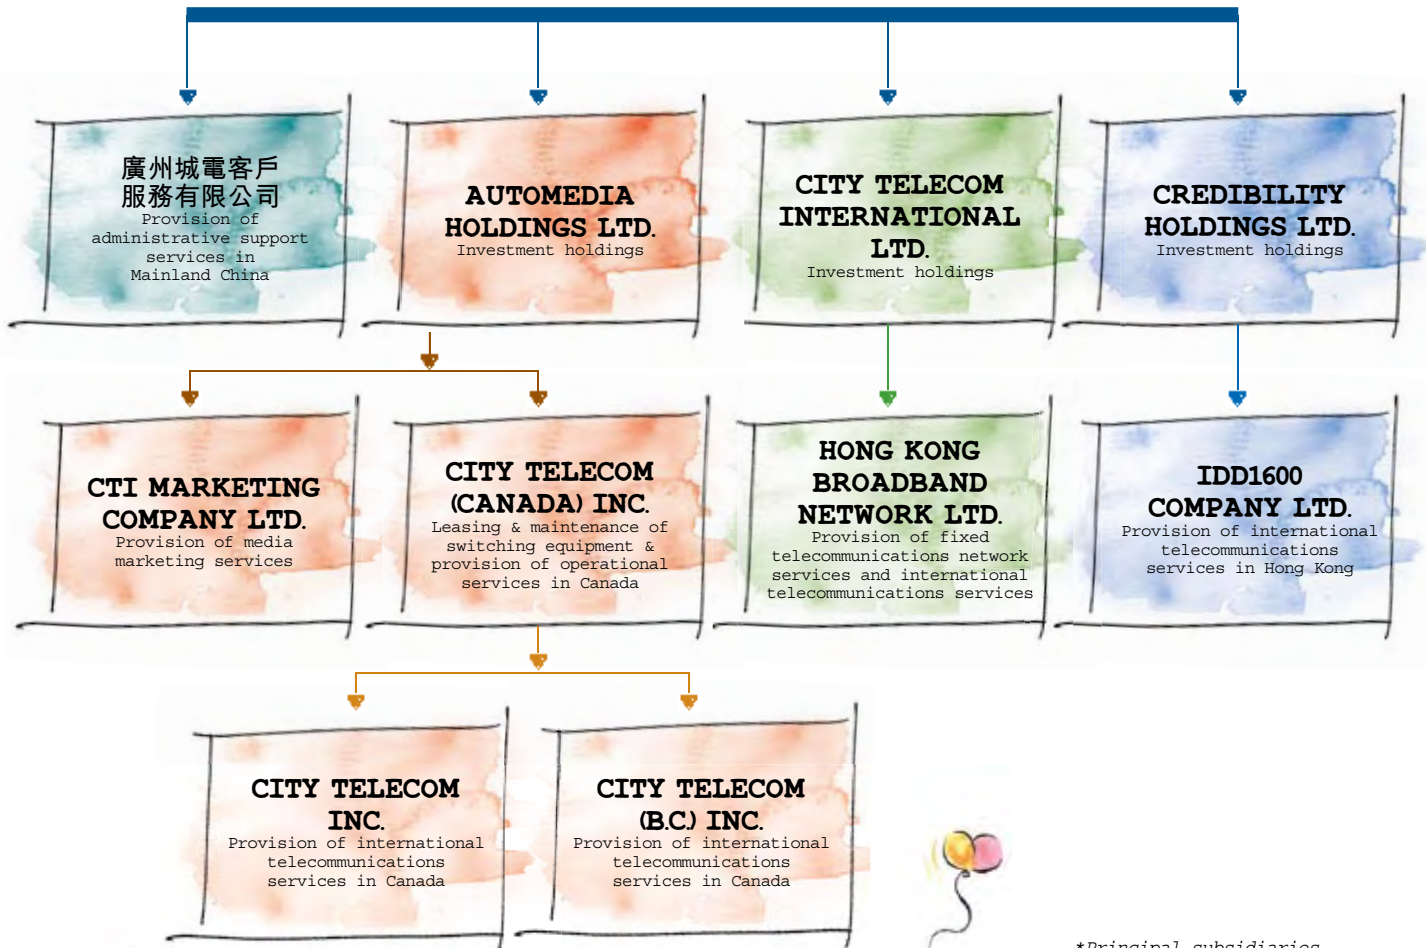 廣州城電客戶
服務有限公司
Provision of
administrative support
services in
Mainland China
AUTOMEDIA
HOLDINGS LTD.
Investment holdings
CITY TELECOM
INTERNATIONAL
LTD.
Investment holdings
CREDIBILITY
HOLDINGS LTD.
Investment holdings
CTI MARKETING
COMPANY LTD.
Provision of media
marketing services
CITY TELECOM
(CANADA) INC.
Leasing & maintenance of
switching equipment &
provision of operational
services in Canada
HONG KONG
BROADBAND
NETWORK LTD.
Provision of fixed
telecommunications network
services and international
telecommunications services
IDD1600
COMPANY LTD.
Provision of international
telecommunications
services in Hong Kong
CITY TELECOM
INC.
Provision of international
telecommunications
services in Canada
CITY TELECOM
(B.C.) INC.
Provision of international
telecommunications
services in Canada
*Principal subsidiaries